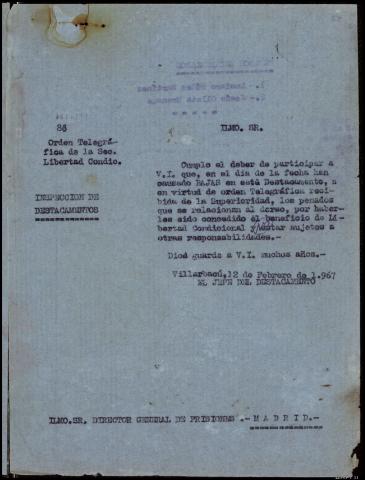 86
ILMO. SR.
Orden Telegrá-
fica de la Sec.
Libertad Condic.
Cumplo el deber de participar a
V.I. que, en el día de la fecha han
causado BAJAS en está Destacamento, a
en virtud de orden Telegráfica reci-
bida de la Superioridad, los penados
que se relacionan al dorso, por haber-
les sido concedido el beneficio de Li-
bertad Condicional y estar sujetos a
otras responsabilidades.-
INSPECCION DE
DESTACAMENTOS
Dios guarde a V.I. muchos años.-
12 de Febrero de 1.967
EL JEFE DEL DESTACAMENTO
ILMO.SR. DIRECTOR GENERAL DE PRISIONES .- M A D R I D.-